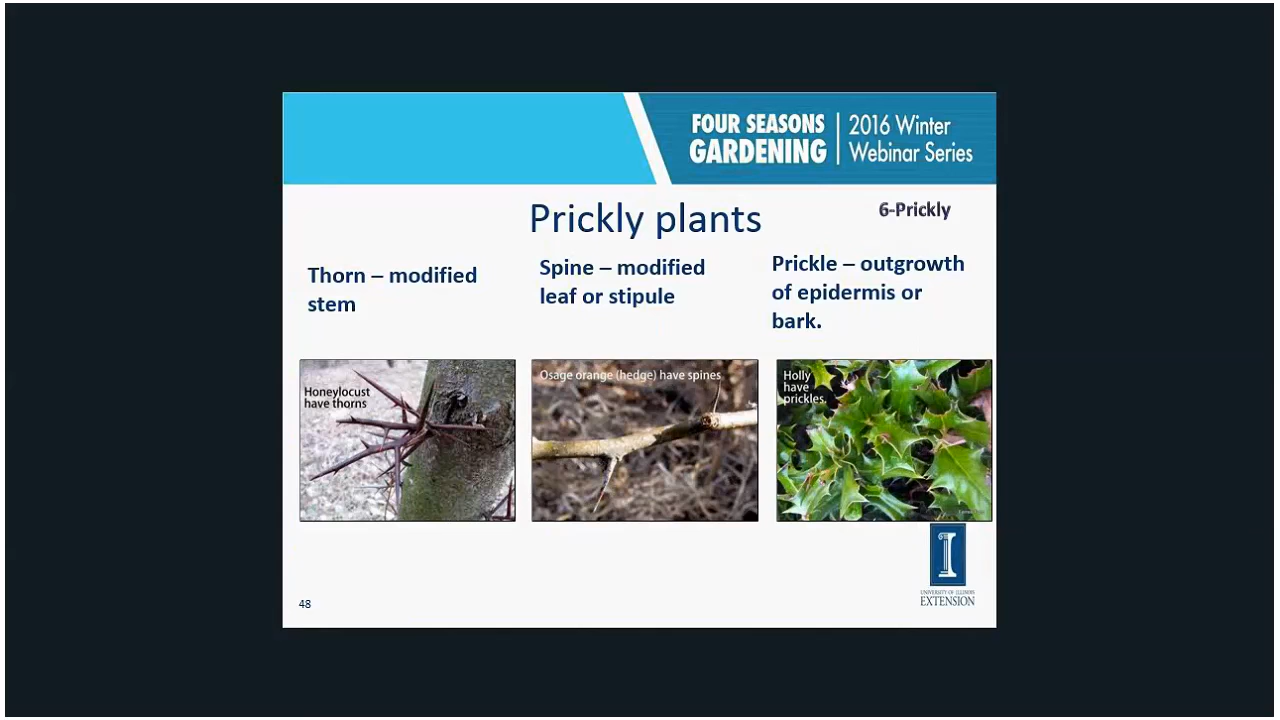 FOUR SEASONS
GARDENING
2016 Winter
Webinar Series
Prickly plants
6-Prickly
Thorn – modified
stem
Spine – modified
leaf or stipule
Prickle – outgrowth
of epidermis or
bark.
Honeylocust
have thorns
Osage orange (hedge) have spines
Holly
have
prickles.
I
UNIVERSITY OF ILLINOIS
EXTENSION
48